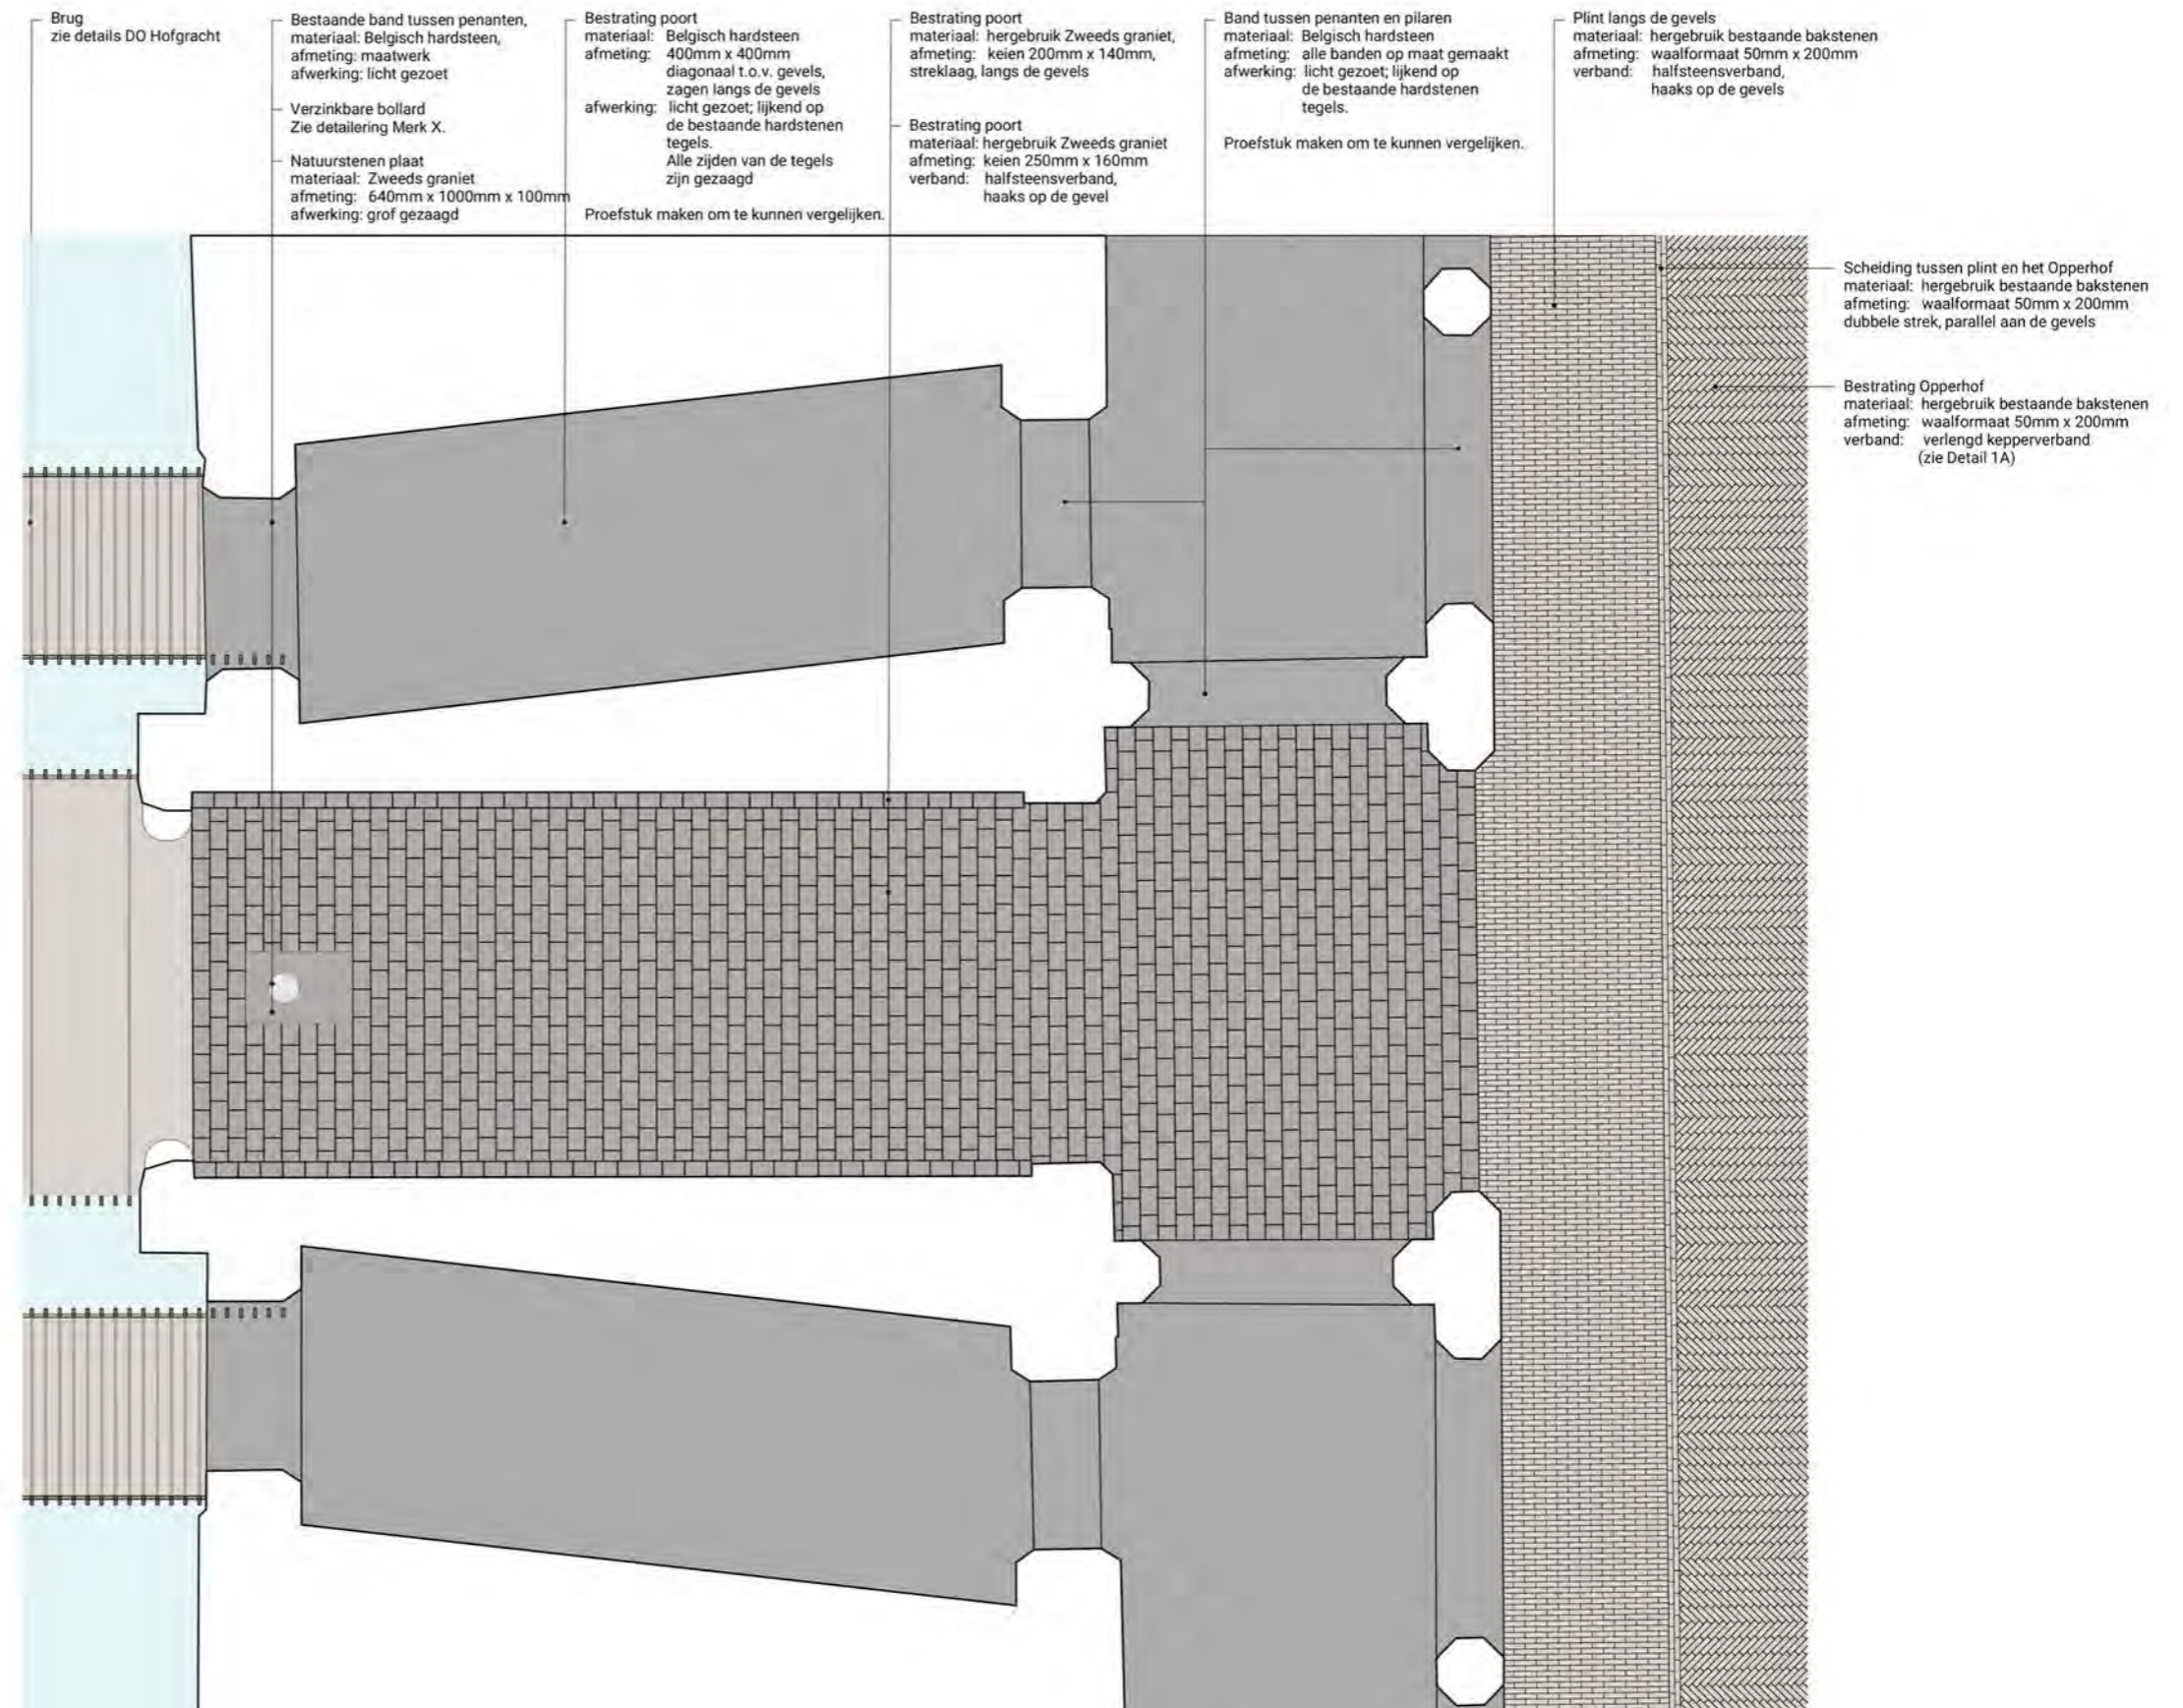 Brug
zie details DO Hofgracht
Bestaande band tussen penanten,
materiaal: Belgisch hardsteen,
afmeting: maatwerk
afwerking: licht gezoet
Verzinkbare bollard
Zie detailering Merk X.
Natuurstenen plaat
materiaal: Zweeds graniet
afmeting: 640mm x 1000mm x 100mm
afwerking: grof gezaagd
Bestrating poort
materiaal: Belgisch hardsteen
afmeting: 400mm x 400mm
diagonaal t.o.v. gevels,
zagen langs de gevels
afwerking: licht gezoet; lijkend op
de bestaande hardstenen
tegels.
Alle zijden van de tegels
zijn gezaagd
Proefstuk maken om te kunnen vergelijken.
Bestrating poort
materiaal: hergebruik Zweeds graniet,
afmeting: keien 200mm x 140mm,
streklaag, langs de gevels
Bestrating poort
materiaal: hergebruik Zweeds graniet
afmeting: keien 250mm x 160mm
verband: halfsteensverband,
haaks op de gevel
Band tussen penanten en pilaren
materiaal: Belgisch hardsteen
afmeting: alle banden op maat gemaakt
afwerking: licht gezoet; lijkend op
de bestaande hardstenen
tegels.
Proefstuk maken om te kunnen vergelijken.
Plint langs de gevels
materiaal: hergebruik bestaande bakstenen
afmeting: waalformaat 50mm x 200mm
verband: halfsteensverband,
haaks op de gevels
Scheiding tussen plint en het Opperhof
materiaal: hergebruik bestaande bakstenen
afmeting: waalformaat 50mm x 200mm
dubbele strek, parallel aan de gevels
Bestrating Opperhof
materiaal: hergebruik bestaande bakstenen
afmeting: waalformaat 50mm x 200mm
verband: verlengd kepperverband
(zie Detail 1A)